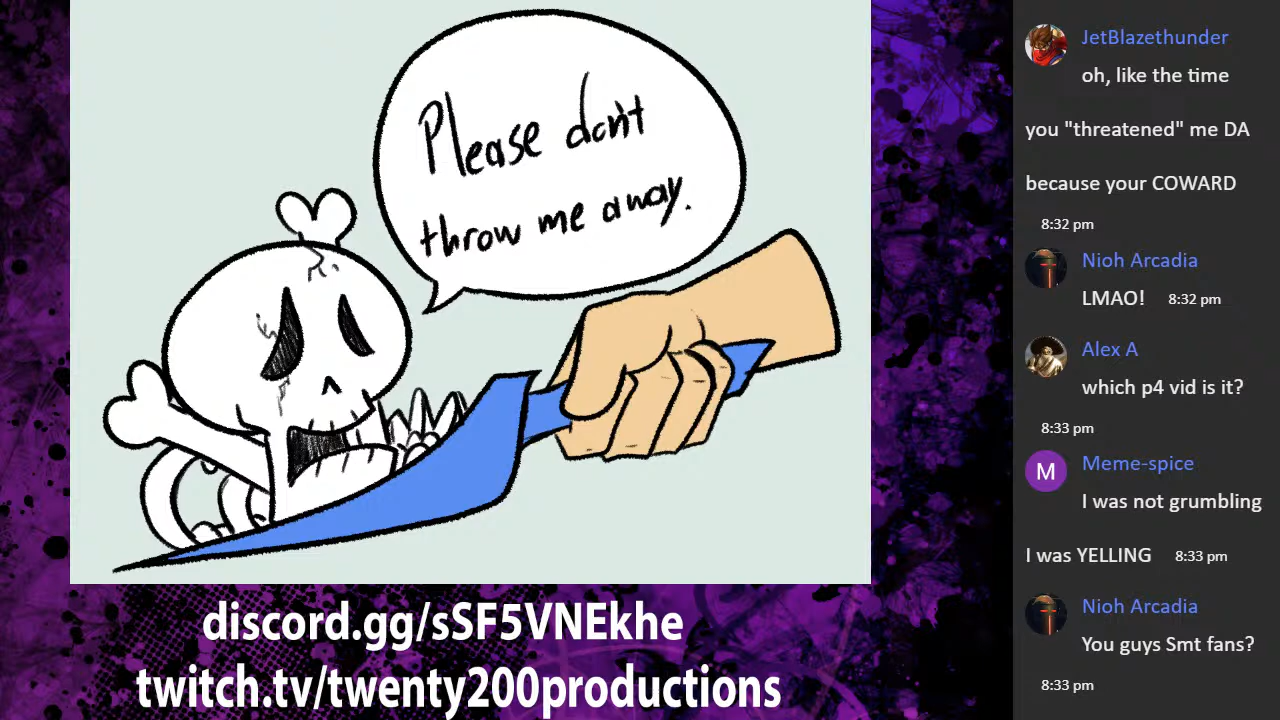 Please don't
throw me away.
discord.gg/sSF5VNEkhe
twitch.tv/twenty200productions
JetBlazethunder
oh, like the time
you "threatened" me DA
because your COWARD
8:32 pm
Nioh Arcadia
LMAO! 8:32 pm
Alex A
which p4 vid is it?
8:33 pm
M
Meme-spice
I was not grumbling
I was YELLING 8:33 pm
Nioh Arcadia
You guys Smt fans?
8:33 pm